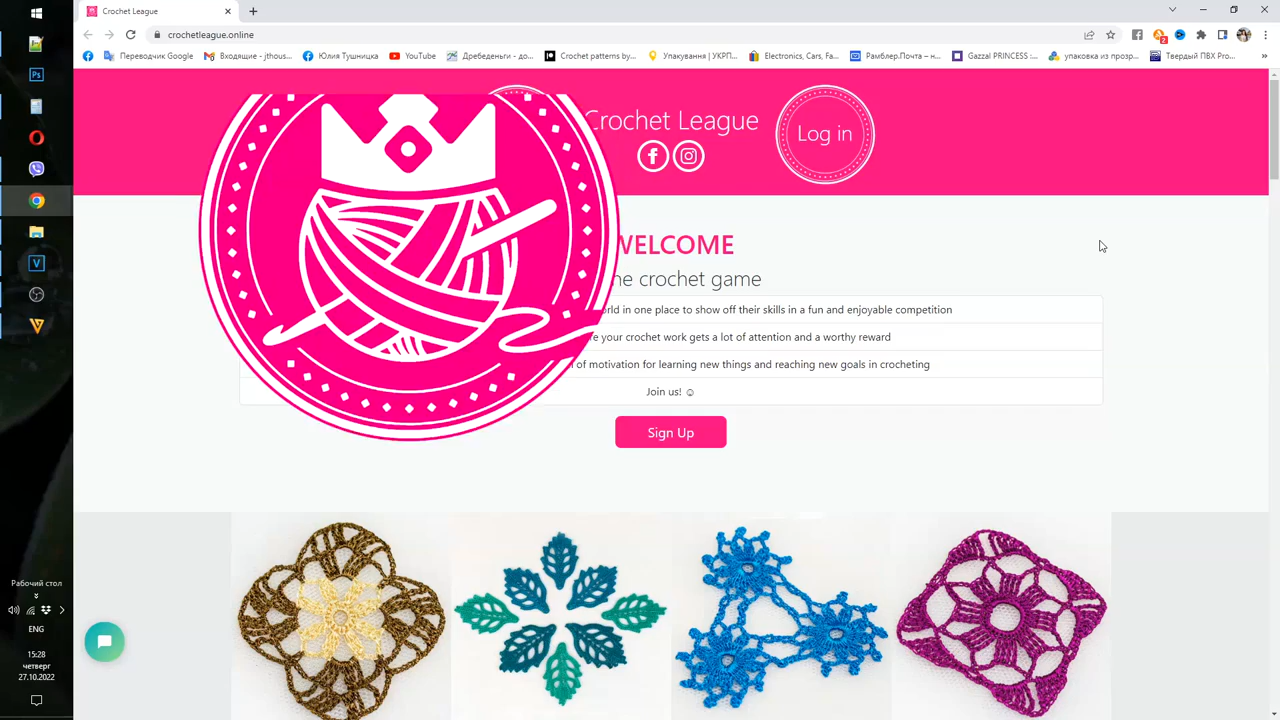 Crochet League
crochetleague.online
Переводчик Google
Входящие - jthous...
Юлия Тушницка
YouTube
Дребеденьги - до...
Crochet patterns by...
Упакування | УКРП...
Electronics, Cars, Fa...
Рамблер.Почта – н...
Gazzal PRINCESS :...
упаковка из прозр...
Твердый ПВХ Pro...
Crochet League
Log in
WELCOME
ne crochet game
orld in one place to show off their skills in a fun and enjoyable competition
re your crochet work gets a lot of attention and a worthy reward
n of motivation for learning new things and reaching new goals in crocheting
Join us! ☺
Sign Up
Рабочий стол
ENG
15:28
четверг
27.10.2022